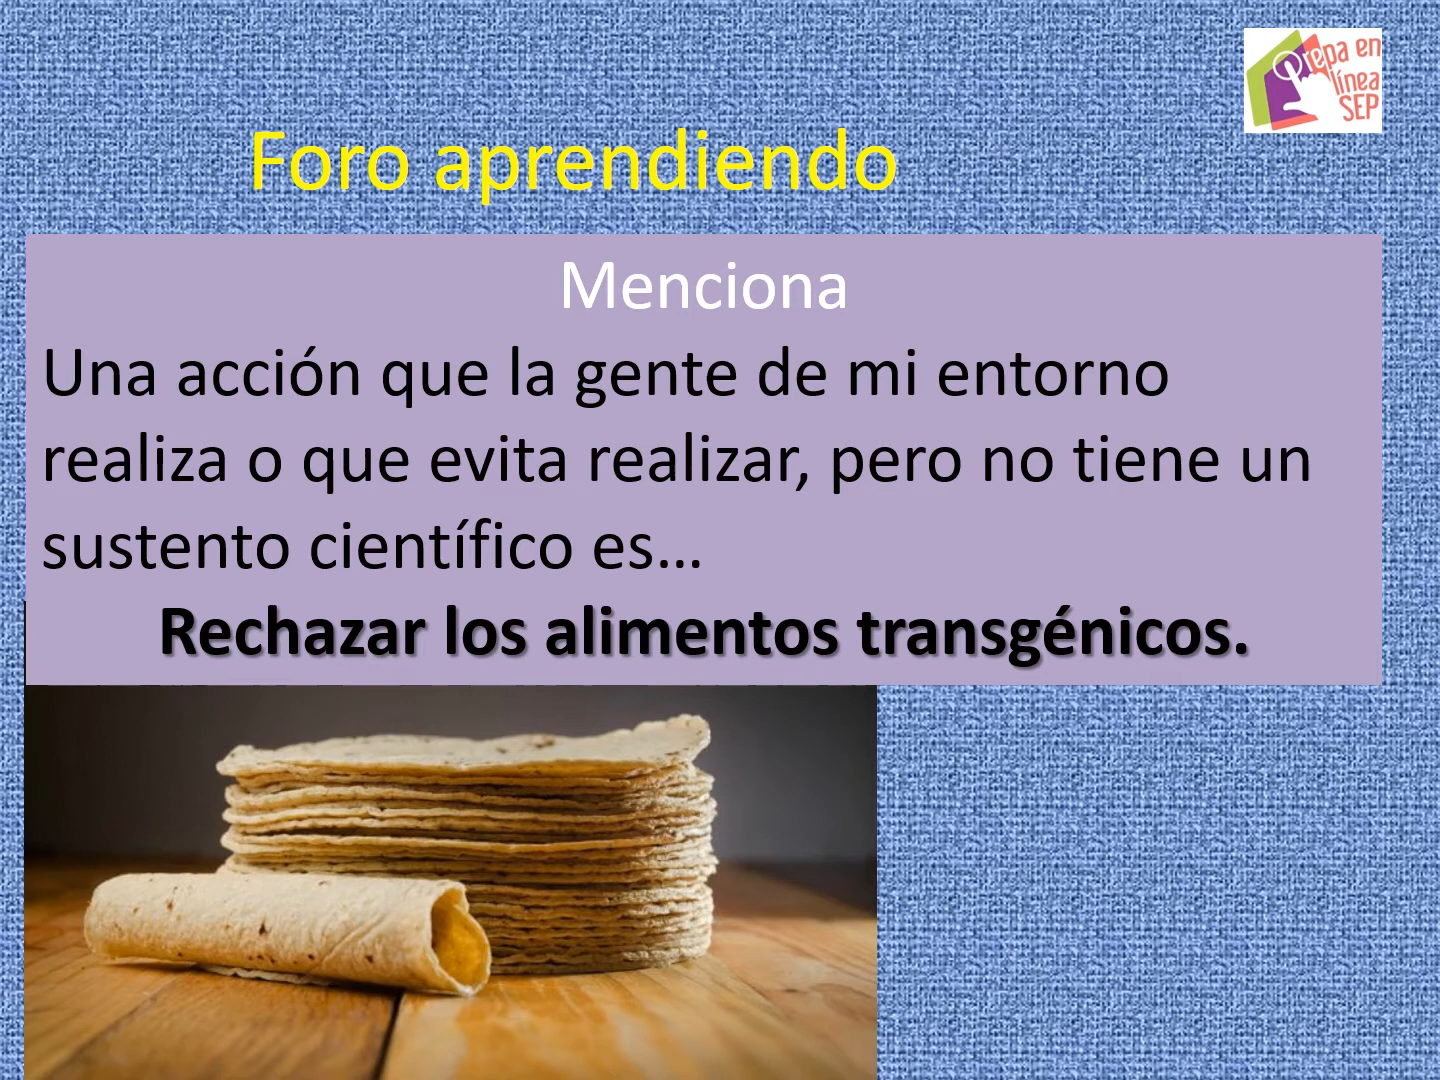 Prepa en
línea
SEP
Foro aprendiendo
Menciona
Una acción que la gente de mi entorno
realiza o que evita realizar, pero no tiene un
sustento científico es…
Rechazar los alimentos transgénicos.